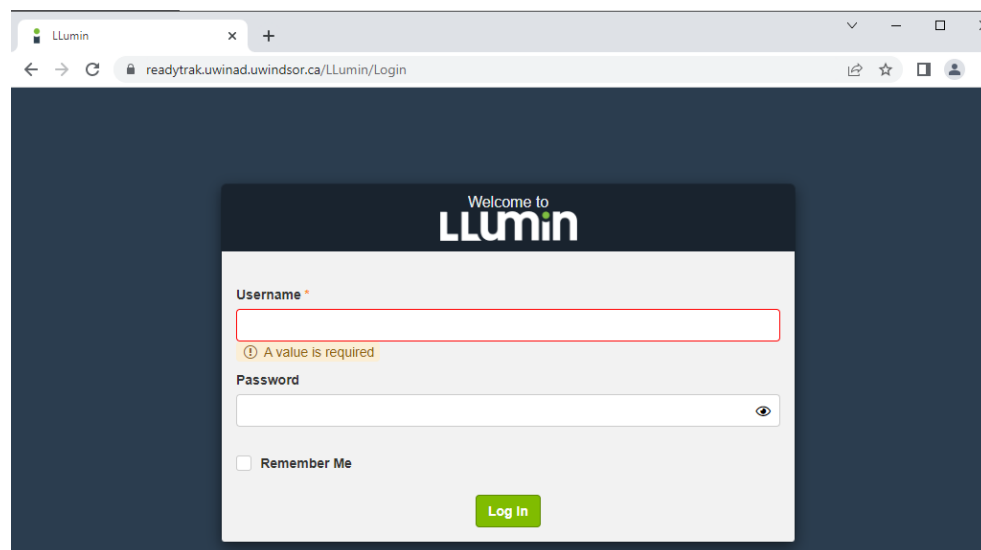 LLumin
readytrak.uwinad.uwindsor.ca/LLumin/Login
Welcome to
LLumin
Username *
A value is required
Password
Remember Me
Log In